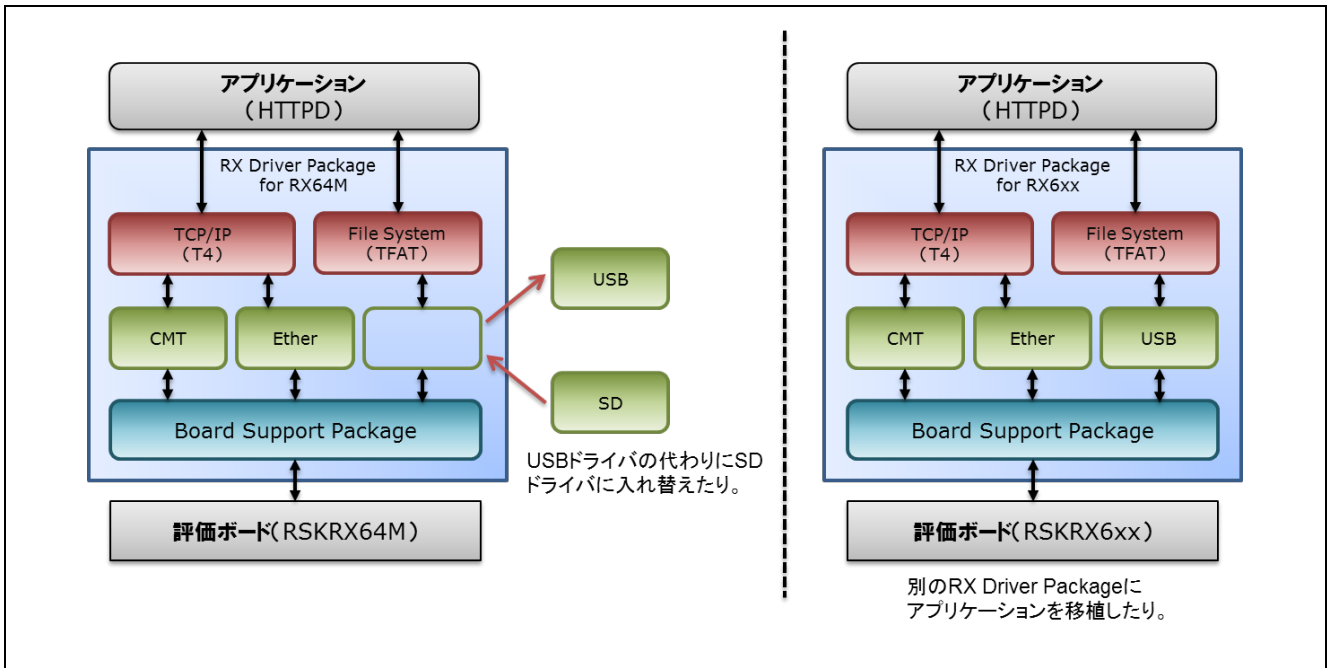 アプリケーション
(HTTPD)
RX Driver Package
for RX64M
TCP/IP
(T4)
File System
(TFAT)
CMT
Ether
Board Support Package
評価ボード(RSKRX64M)
USB
SD
USBドライバの代わりにSD
ドライバに入れ替えたり。
アプリケーション
(HTTPD)
RX Driver Package
for RX6xx
TCP/IP
(T4)
File System
(TFAT)
CMT
Ether
USB
Board Support Package
評価ボード(RSKRX6xx)
別のRX Driver Packageに
アプリケーションを移植したり。